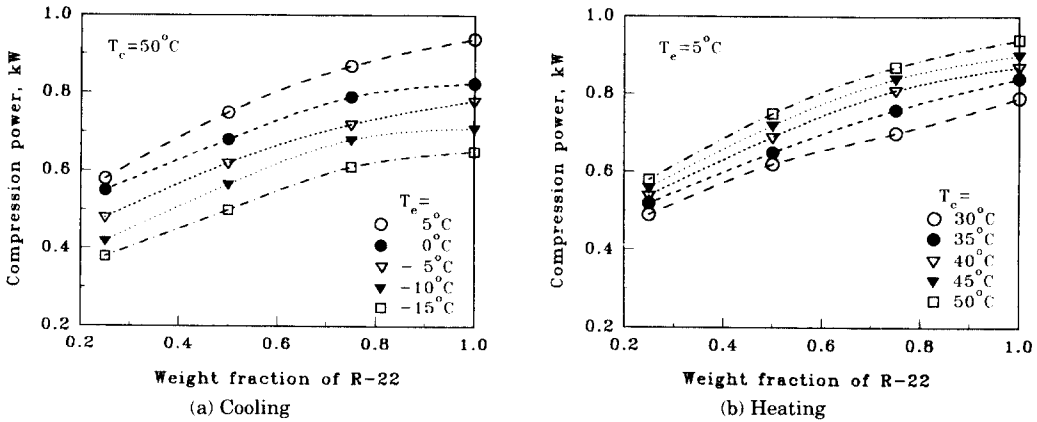 1.0
0.8
0.6
0.4
0.2
Compression power, kW
T_c=50°C
T_e=
5°C
0°C
- 5°C
-10°C
-15°C
0.2 0.4 0.6 0.8 1.0
Weight fraction of R-22
(a) Cooling
1.0
0.8
0.6
0.4
0.2
Compression power, kW
T_e=5°C
T_c=
30°C
35°C
40°C
45°C
50°C
0.2 0.4 0.6 0.8 1.0
Weight fraction of R-22
(b) Heating